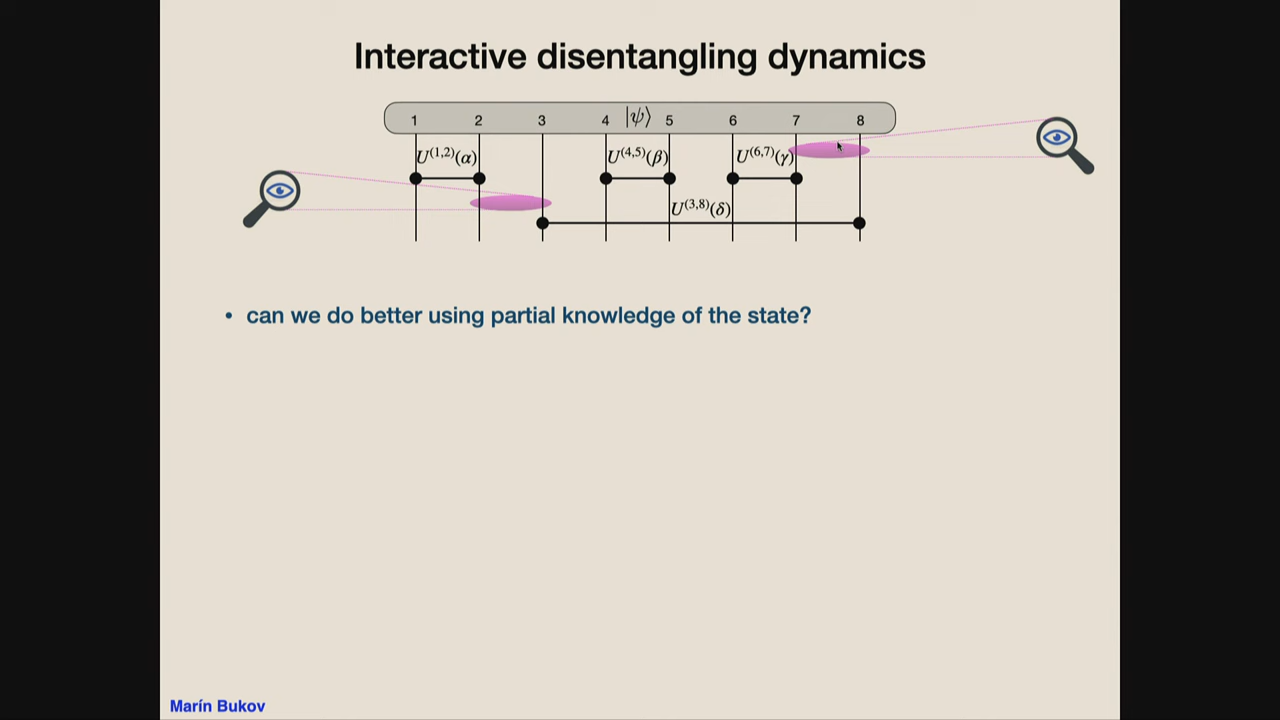 Interactive disentangling dynamics
1 2 3 4 |ψ⟩ 5 6 7 8
U^(1,2)(α) U^(4,5)(β) U^(6,7)(γ)
U^(3,8)(δ)
• can we do better using partial knowledge of the state?
Marín Bukov